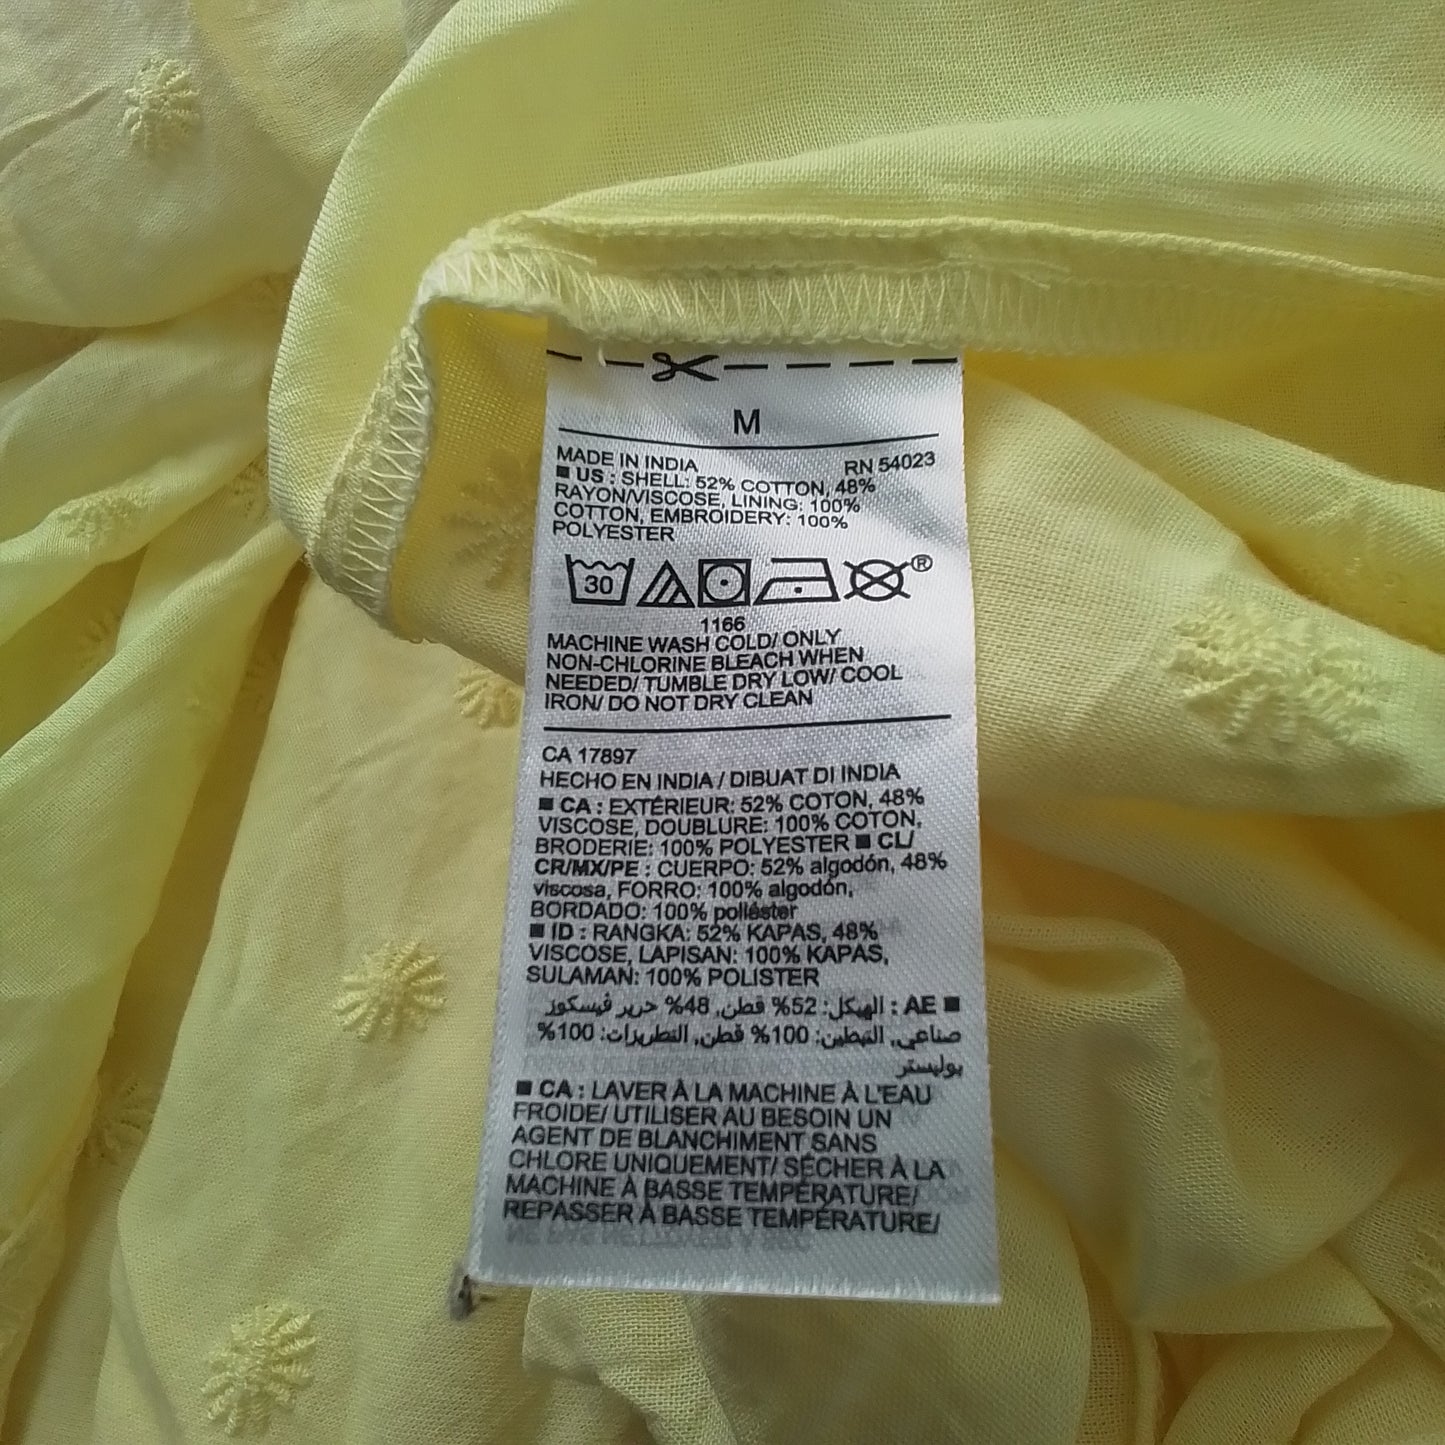 M
MADE IN INDIA RN 54023
■ US : SHELL: 52% COTTON, 48%
RAYON/VISCOSE, LINING: 100%
COTTON, EMBROIDERY: 100%
POLYESTER
30 ®
1166
MACHINE WASH COLD/ ONLY
NON-CHLORINE BLEACH WHEN
NEEDED/ TUMBLE DRY LOW/ COOL
IRON/ DO NOT DRY CLEAN
CA 17897
HECHO EN INDIA / DIBUAT DI INDIA
■ CA : EXTÉRIEUR: 52% COTON, 48%
VISCOSE, DOUBLURE: 100% COTON,
BRODERIE: 100% POLYESTER ■ CL/
CR/MX/PE : CUERPO: 52% algodón, 48%
viscosa, FORRO: 100% algodón,
BORDADO: 100% poliéster
■ ID : RANGKA: 52% KAPAS, 48%
VISCOSE, LAPISAN: 100% KAPAS,
SULAMAN: 100% POLISTER
■ AE : الهيكل: 52% قطن, 48% حرير فيسكوز
صناعي, التبطين: 100% قطن, التطريزات: 100%
بوليستر
■ CA : LAVER À LA MACHINE À L'EAU
FROIDE/ UTILISER AU BESOIN UN
AGENT DE BLANCHIMENT SANS
CHLORE UNIQUEMENT/ SÉCHER À LA
MACHINE À BASSE TEMPÉRATURE/
REPASSER À BASSE TEMPÉRATURE/